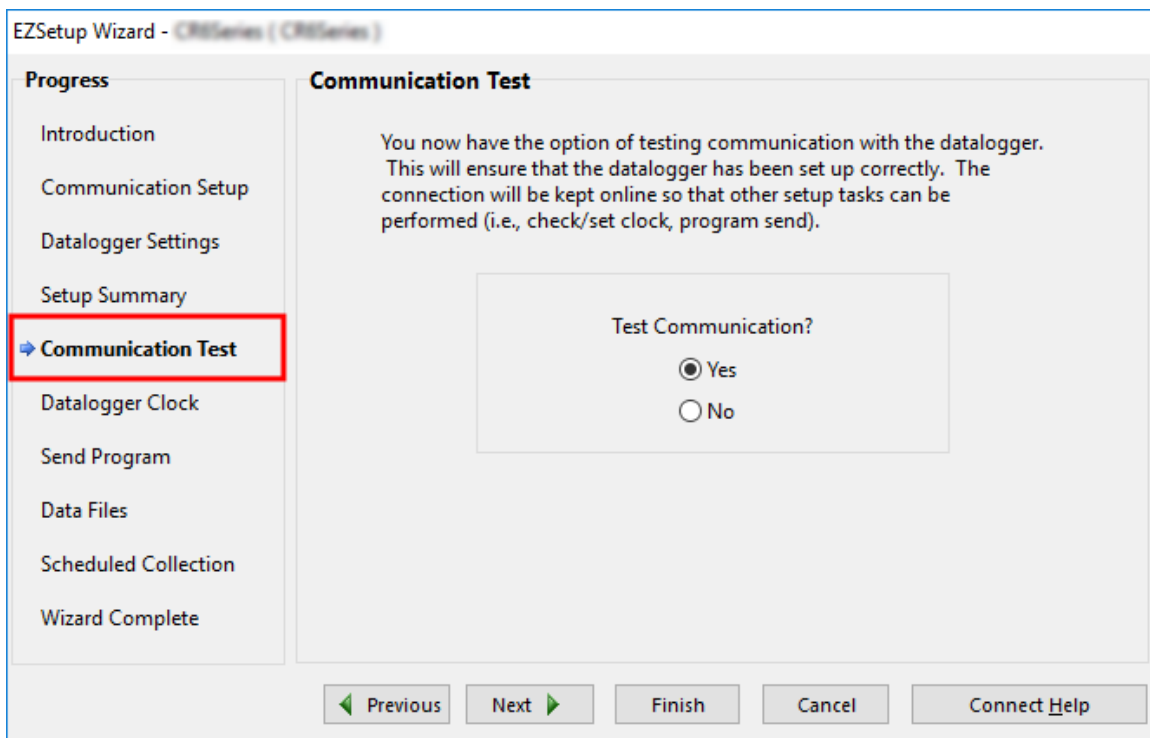 EZSetup Wizard - CR6Series ( CR6Series )
Progress
Introduction
Communication Setup
Datalogger Settings
Setup Summary
Communication Test
Datalogger Clock
Send Program
Data Files
Scheduled Collection
Wizard Complete
Communication Test
You now have the option of testing communication with the datalogger.
This will ensure that the datalogger has been set up correctly.  The
connection will be kept online so that other setup tasks can be
performed (i.e., check/set clock, program send).
Test Communication?
Yes
No
Previous
Next
Finish
Cancel
Connect Help